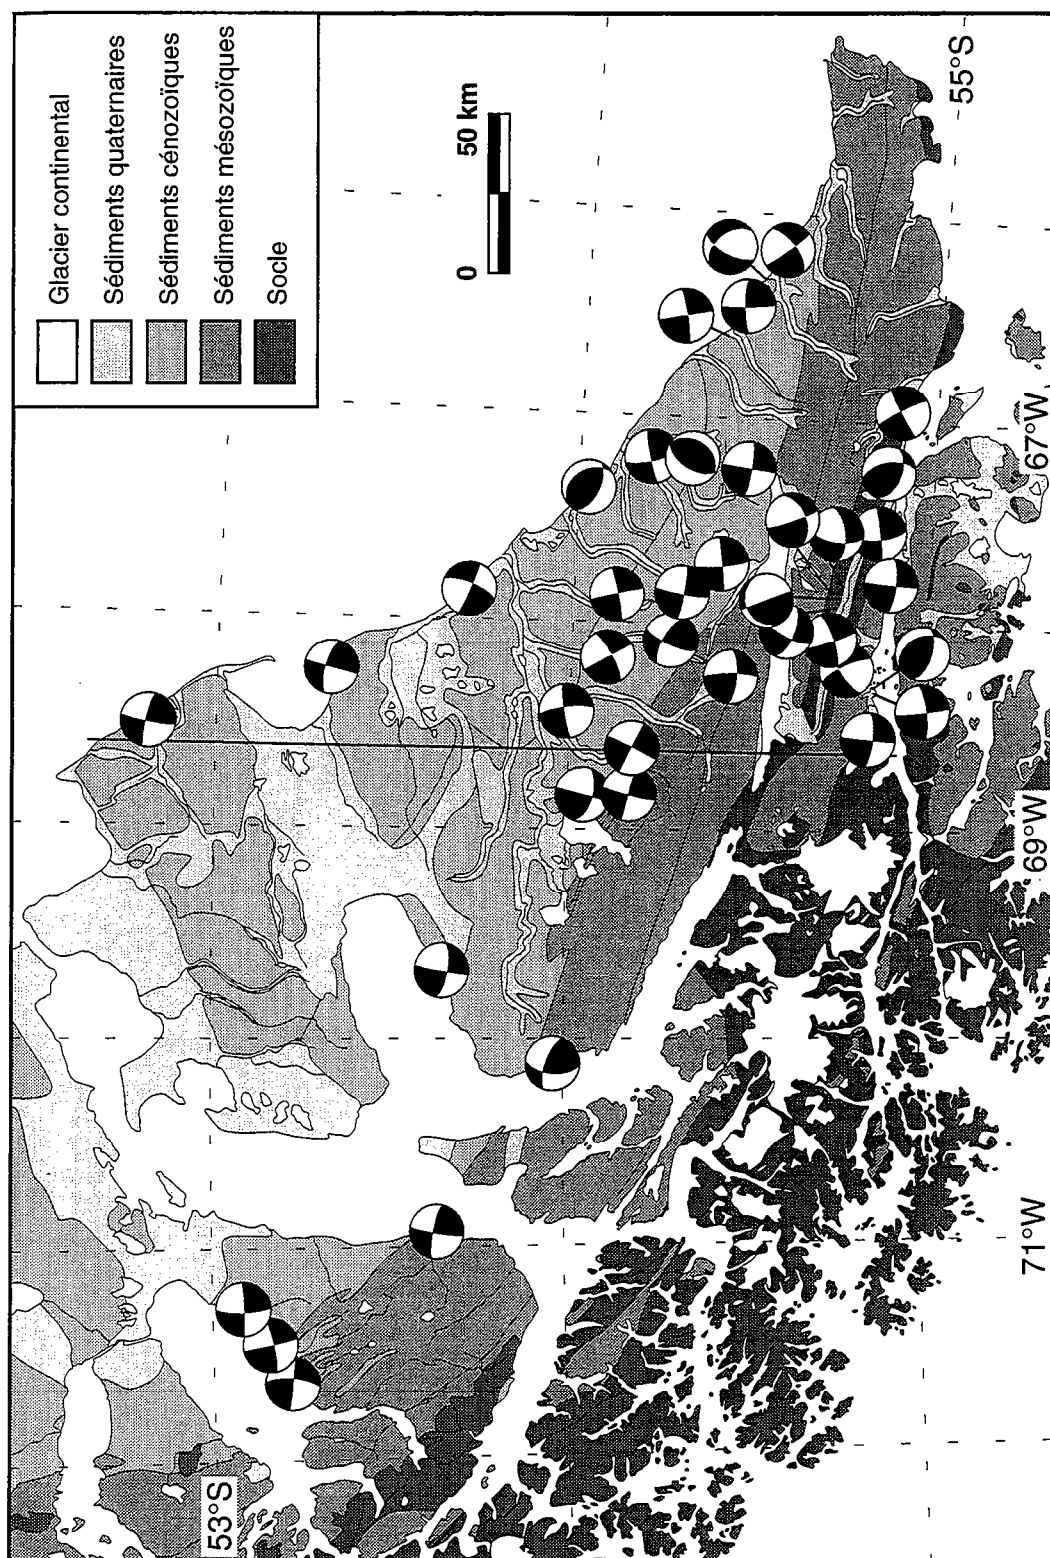 Glacier continental
Sédiments quaternaires
Sédiments cénozoïques
Sédiments mésozoïques
Socle
0 50 km
53°S
55°S
71°W
69°W
67°W